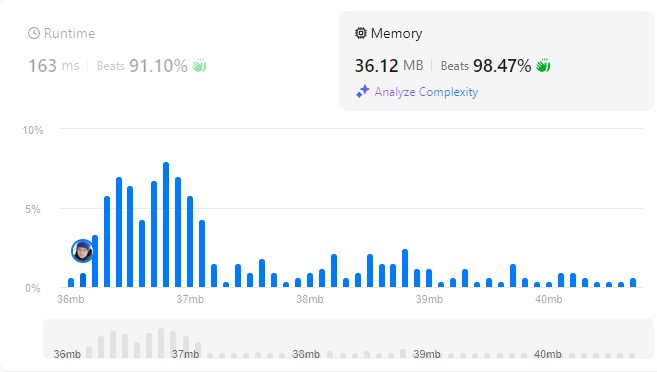 Runtime
163 ms Beats 91.10%
Memory
36.12 MB Beats 98.47%
Analyze Complexity
10%
5%
0%
36mb 37mb 38mb 39mb 40mb
36mb 37mb 38mb 39mb 40mb